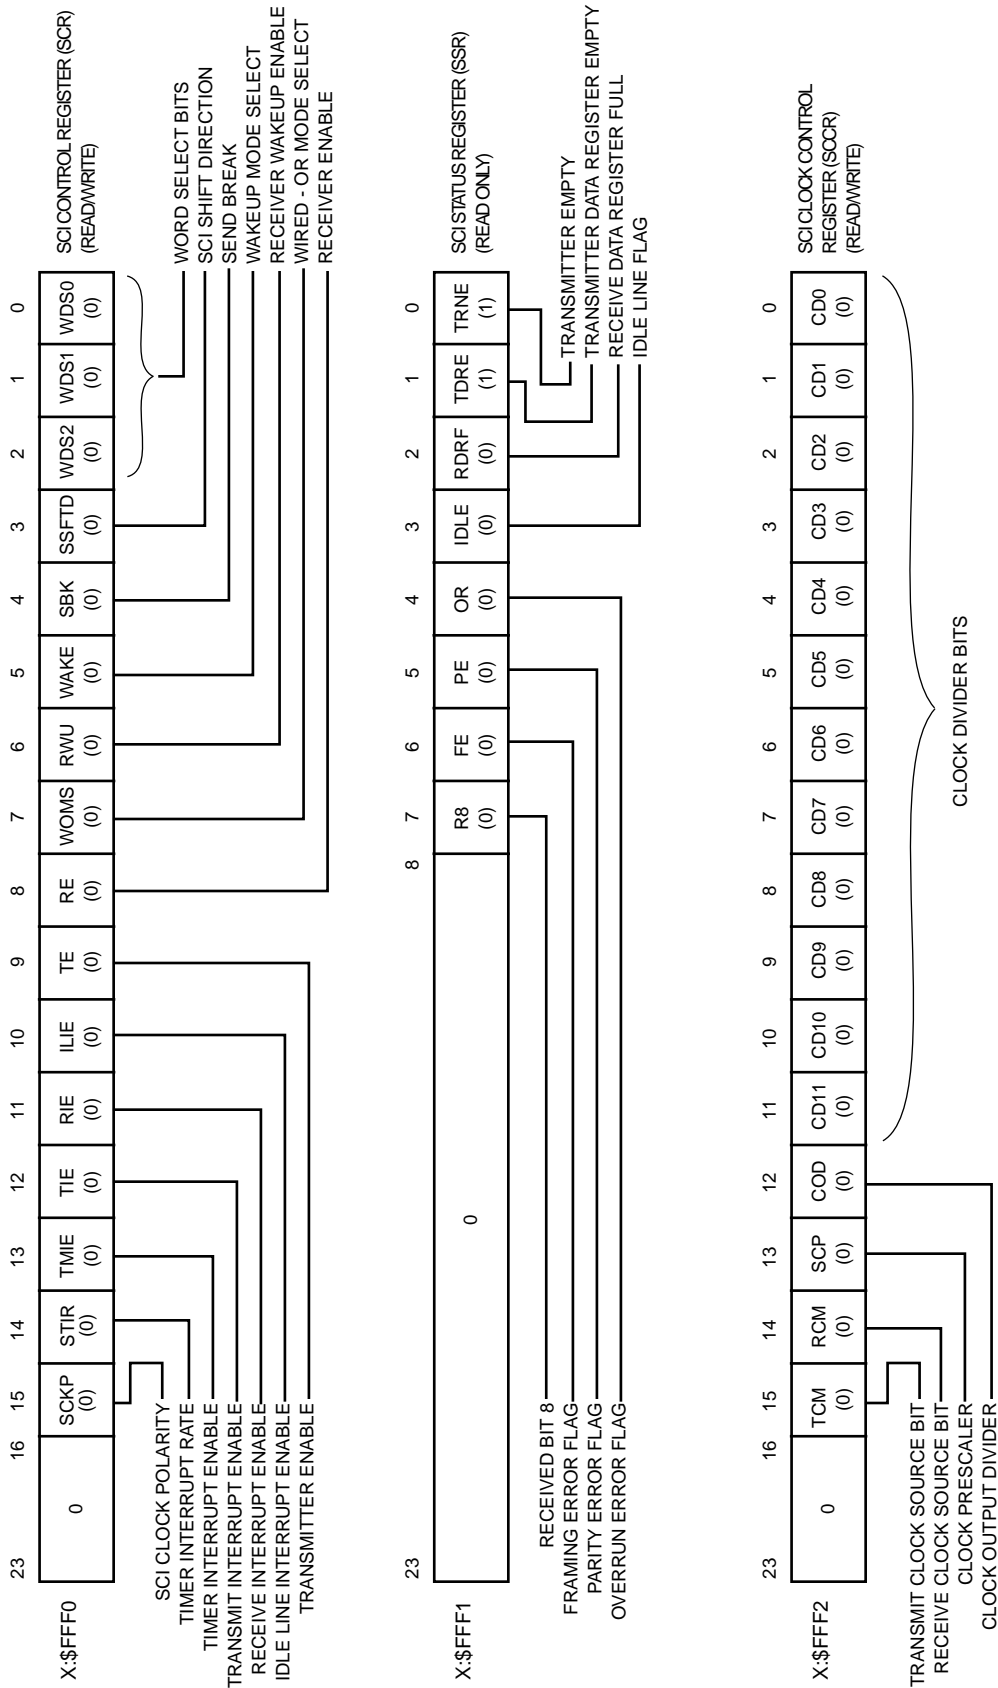 23 16 15 14 13 12 11 10 9 8 7 6 5 4 3 2 1 0
X:$FFF0
0
SCKP (0)
STIR (0)
TMIE (0)
TIE (0)
RIE (0)
ILIE (0)
TE (0)
RE (0)
WOMS (0)
RWU (0)
WAKE (0)
SBK (0)
SSFTD (0)
WDS2 (0)
WDS1 (0)
WDS0 (0)
SCI CONTROL REGISTER (SCR)
(READ/WRITE)
SCI CLOCK POLARITY
TIMER INTERRUPT RATE
TIMER INTERRUPT ENABLE
TRANSMIT INTERRUPT ENABLE
RECEIVE INTERRUPT ENABLE
IDLE LINE INTERRUPT ENABLE
TRANSMITTER ENABLE
WORD SELECT BITS
SCI SHIFT DIRECTION
SEND BREAK
WAKEUP MODE SELECT
RECEIVER WAKEUP ENABLE
WIRED - OR MODE SELECT
RECEIVER ENABLE
23 8 7 6 5 4 3 2 1 0
X:$FFF1
0
R8 (0)
FE (0)
PE (0)
OR (0)
IDLE (0)
RDRF (0)
TDRE (1)
TRNE (1)
SCI STATUS REGISTER (SSR)
(READ ONLY)
RECEIVED BIT 8
FRAMING ERROR FLAG
PARITY ERROR FLAG
OVERRUN ERROR FLAG
TRANSMITTER EMPTY
TRANSMITTER DATA REGISTER EMPTY
RECEIVE DATA REGISTER FULL
IDLE LINE FLAG
23 16 15 14 13 12 11 10 9 8 7 6 5 4 3 2 1 0
X:$FFF2
0
TCM (0)
RCM (0)
SCP (0)
COD (0)
CD11 (0)
CD10 (0)
CD9 (0)
CD8 (0)
CD7 (0)
CD6 (0)
CD5 (0)
CD4 (0)
CD3 (0)
CD2 (0)
CD1 (0)
CD0 (0)
SCI CLOCK CONTROL
REGISTER (SCCR)
(READ/WRITE)
TRANSMIT CLOCK SOURCE BIT
RECEIVE CLOCK SOURCE BIT
CLOCK PRESCALER
CLOCK OUTPUT DIVIDER
CLOCK DIVIDER BITS